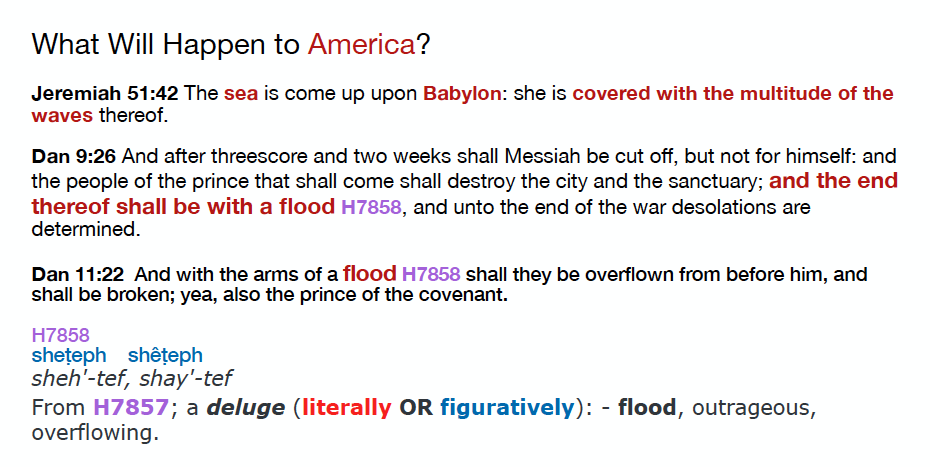 What Will Happen to America?
Jeremiah 51:42 The sea is come up upon Babylon: she is covered with the multitude of the
waves thereof.
Dan 9:26 And after threescore and two weeks shall Messiah be cut off, but not for himself: and
the people of the prince that shall come shall destroy the city and the sanctuary; and the end
thereof shall be with a flood H7858, and unto the end of the war desolations are
determined.
Dan 11:22 And with the arms of a flood H7858 shall they be overflown from before him, and
shall be broken; yea, also the prince of the covenant.
H7858
sheṭeph shêṭeph
sheh'-tef, shay'-tef
From H7857; a deluge (literally OR figuratively): - flood, outrageous,
overflowing.